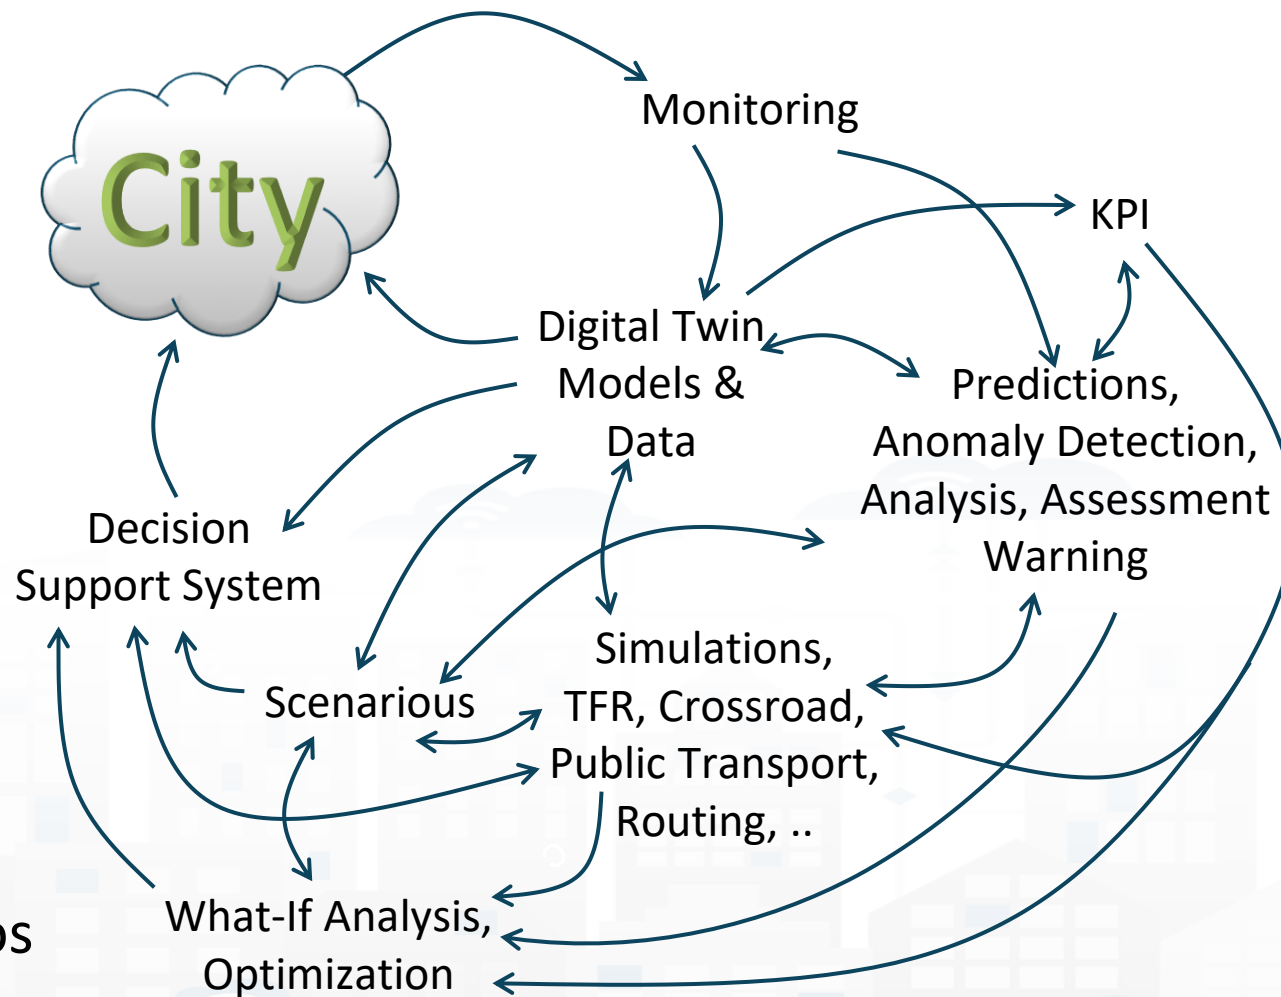 City
Monitoring
KPI
Digital Twin
Models &
Data
Predictions,
Anomaly Detection,
Analysis, Assessment
Warning
Decision
Support System
Scenarious
Simulations,
TFR, Crossroad,
Public Transport,
Routing, ..
What-If Analysis,
Optimization